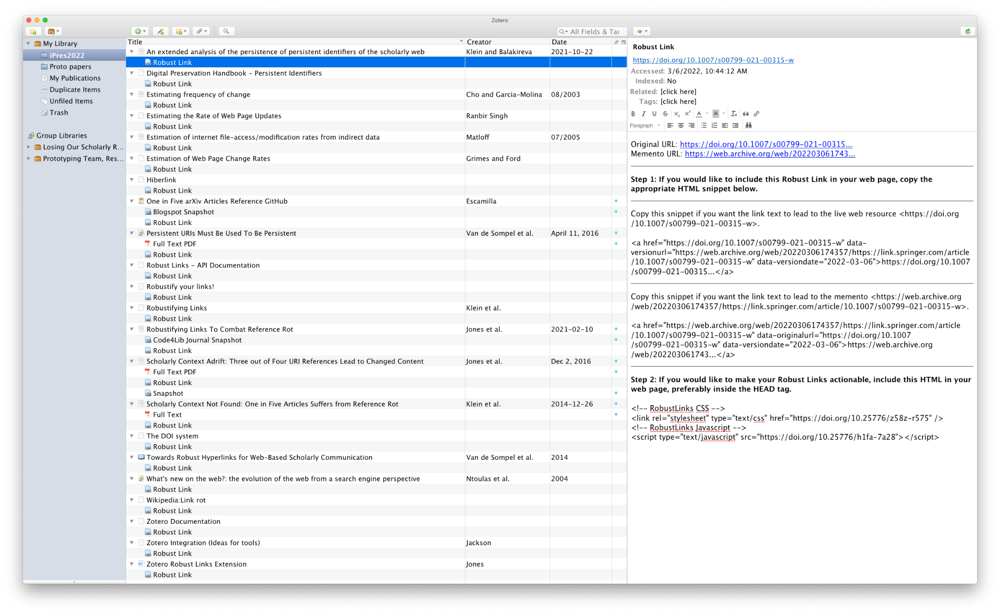 Zotero
All Fields & Tag
My Library
iPres2022
Proto papers
My Publications
Duplicate Items
Unfiled Items
Trash
Group Libraries
Losing Our Scholarly R...
Prototyping Team, Res...
Title Creator Date
An extended analysis of the persistence of persistent identifiers of the scholarly web Klein and Balakireva 2021-10-22
Robust Link
Digital Preservation Handbook - Persistent Identifiers
Robust Link
Estimating frequency of change Cho and Garcia-Molina 08/2003
Robust Link
Estimating the Rate of Web Page Updates Ranbir Singh
Robust Link
Estimation of internet file-access/modification rates from indirect data Matloff 07/2005
Robust Link
Estimation of Web Page Change Rates Grimes and Ford
Robust Link
Hiberlink
Robust Link
One in Five arXiv Articles Reference GitHub Escamilla
Blogspot Snapshot
Robust Link
Persistent URIs Must Be Used To Be Persistent Van de Sompel et al. April 11, 2016
Full Text PDF
Robust Link
Robust Links - API Documentation
Robust Link
Robustify your links!
Robust Link
Robustifying Links Klein et al.
Robust Link
Robustifying Links To Combat Reference Rot Jones et al. 2021-02-10
Code4Lib Journal Snapshot
Robust Link
Scholarly Context Adrift: Three out of Four URI References Lead to Changed Content Jones et al. Dec 2, 2016
Full Text PDF
Robust Link
Snapshot
Scholarly Context Not Found: One in Five Articles Suffers from Reference Rot Klein et al. 2014-12-26
Full Text
Robust Link
The DOI system
Robust Link
Towards Robust Hyperlinks for Web-Based Scholarly Communication Van de Sompel et al. 2014
Robust Link
What's new on the web?: the evolution of the web from a search engine perspective Ntoulas et al. 2004
Robust Link
Wikipedia:Link rot
Robust Link
Zotero Documentation
Robust Link
Zotero Integration (Ideas for tools) Jackson
Robust Link
Zotero Robust Links Extension Jones
Robust Link
Robust Link
https://doi.org/10.1007/s00799-021-00315-w
Accessed: 3/6/2022, 10:44:12 AM
Indexed: No
Related: [click here]
Tags: [click here]
Paragraph
Original URL: https://doi.org/10.1007/s00799-021-00315...
Memento URL: https://web.archive.org/web/202203061743...
Step 1: If you would like to include this Robust Link in your web page, copy the
appropriate HTML snippet below.
Copy this snippet if you want the link text to lead to the live web resource <https://doi.org
/10.1007/s00799-021-00315-w>.
<a href="https://doi.org/10.1007/s00799-021-00315-w" data-
versionurl="https://web.archive.org/web/20220306174357/https://link.springer.com/article
/10.1007/s00799-021-00315-w" data-versiondate="2022-03-06">https://doi.org/10.1007
/s00799-021-00315...</a>
Copy this snippet if you want the link text to lead to the memento <https://web.archive.org
/web/20220306174357/https://link.springer.com/article/10.1007/s00799-021-00315-w>.
<a href="https://web.archive.org/web/20220306174357/https://link.springer.com/article
/10.1007/s00799-021-00315-w" data-originalurl="https://doi.org/10.1007
/s00799-021-00315-w" data-versiondate="2022-03-06">https://web.archive.org
/web/202203061743...</a>
Step 2: If you would like to make your Robust Links actionable, include this HTML in your
web page, preferably inside the HEAD tag.
<!-- RobustLinks CSS -->
<link rel="stylesheet" type="text/css" href="https://doi.org/10.25776/z58z-r575" />
<!-- RobustLinks Javascript -->
<script type="text/javascript" src="https://doi.org/10.25776/h1fa-7a28"></script>